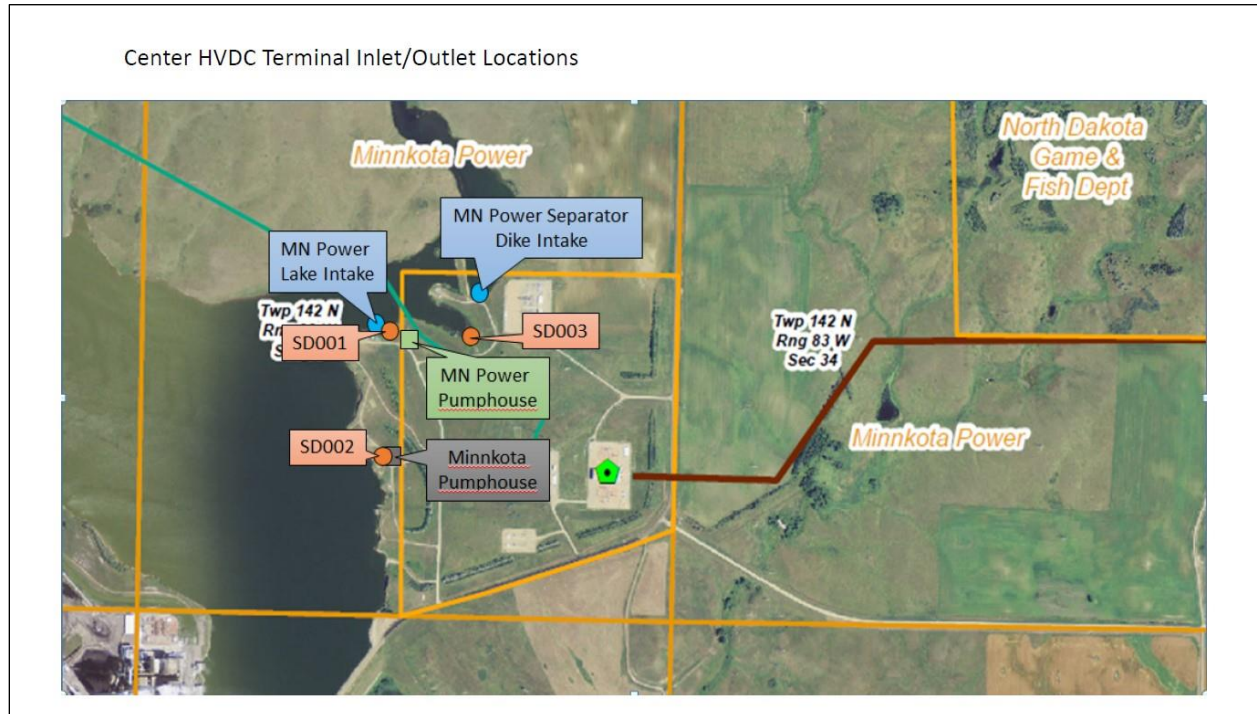 Center HVDC Terminal Inlet/Outlet Locations
Minnkota Power
North Dakota
Game &
Fish Dept
MN Power Separator
Dike Intake
MN Power
Lake Intake
Twp 142 N
SD001
SD003
MN Power
Pumphouse
Twp 142 N
Rng 83 W
Sec 34
Minnkota Power
SD002
Minnkota
Pumphouse